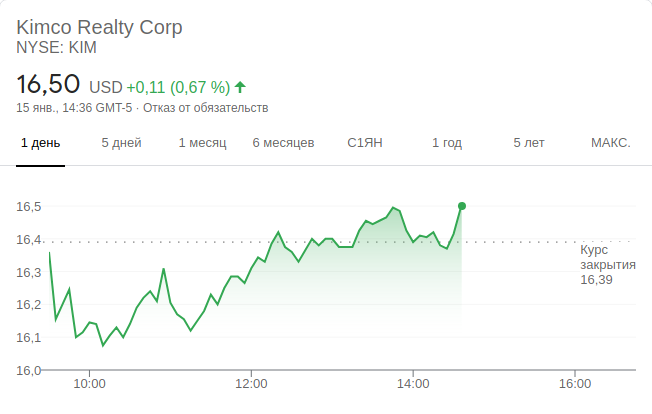 Kimco Realty Corp
NYSE: KIM
16,50 USD +0,11 (0,67 %)
15 янв., 14:36 GMT-5 · Отказ от обязательств
1 день 5 дней 1 месяц 6 месяцев С1ЯН 1 год 5 лет МАКС.
16,5
16,4
16,3
16,2
16,1
16,0
Курс
закрытия
16,39
10:00 12:00 14:00 16:00